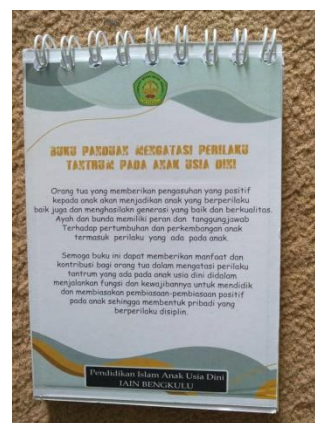 BUKU PANDUAN MENGATASI PERILAKU
TANTRUM PADA ANAK USIA DINI
Orang tua yang memberikan pengasuhan yang positif
kepada anak akan menjadikan anak yang berperilaku
baik juga dan menghasilakn generasi yang baik dan berkualitas.
Ayah dan bunda memiliki peran dan tanggungjawab
Terhadap pertumbuhan dan perkembangan anak
termasuk perilaku yang ada pada anak.
Semoga buku ini dapat memberikan manfaat dan
kontribusi bagi orang tua dalam mengatasi perilaku
tantrum yang ada pada anak usia dini didalam
menjalankan fungsi dan kewajibannya untuk mendidik
dan membiasakan pembiasaan-pembiasaan positif
pada anak sehingga membentuk pribadi yang
berperilaku disiplin.
Pendidikan Islam Anak Usia Dini
IAIN BENGKULU